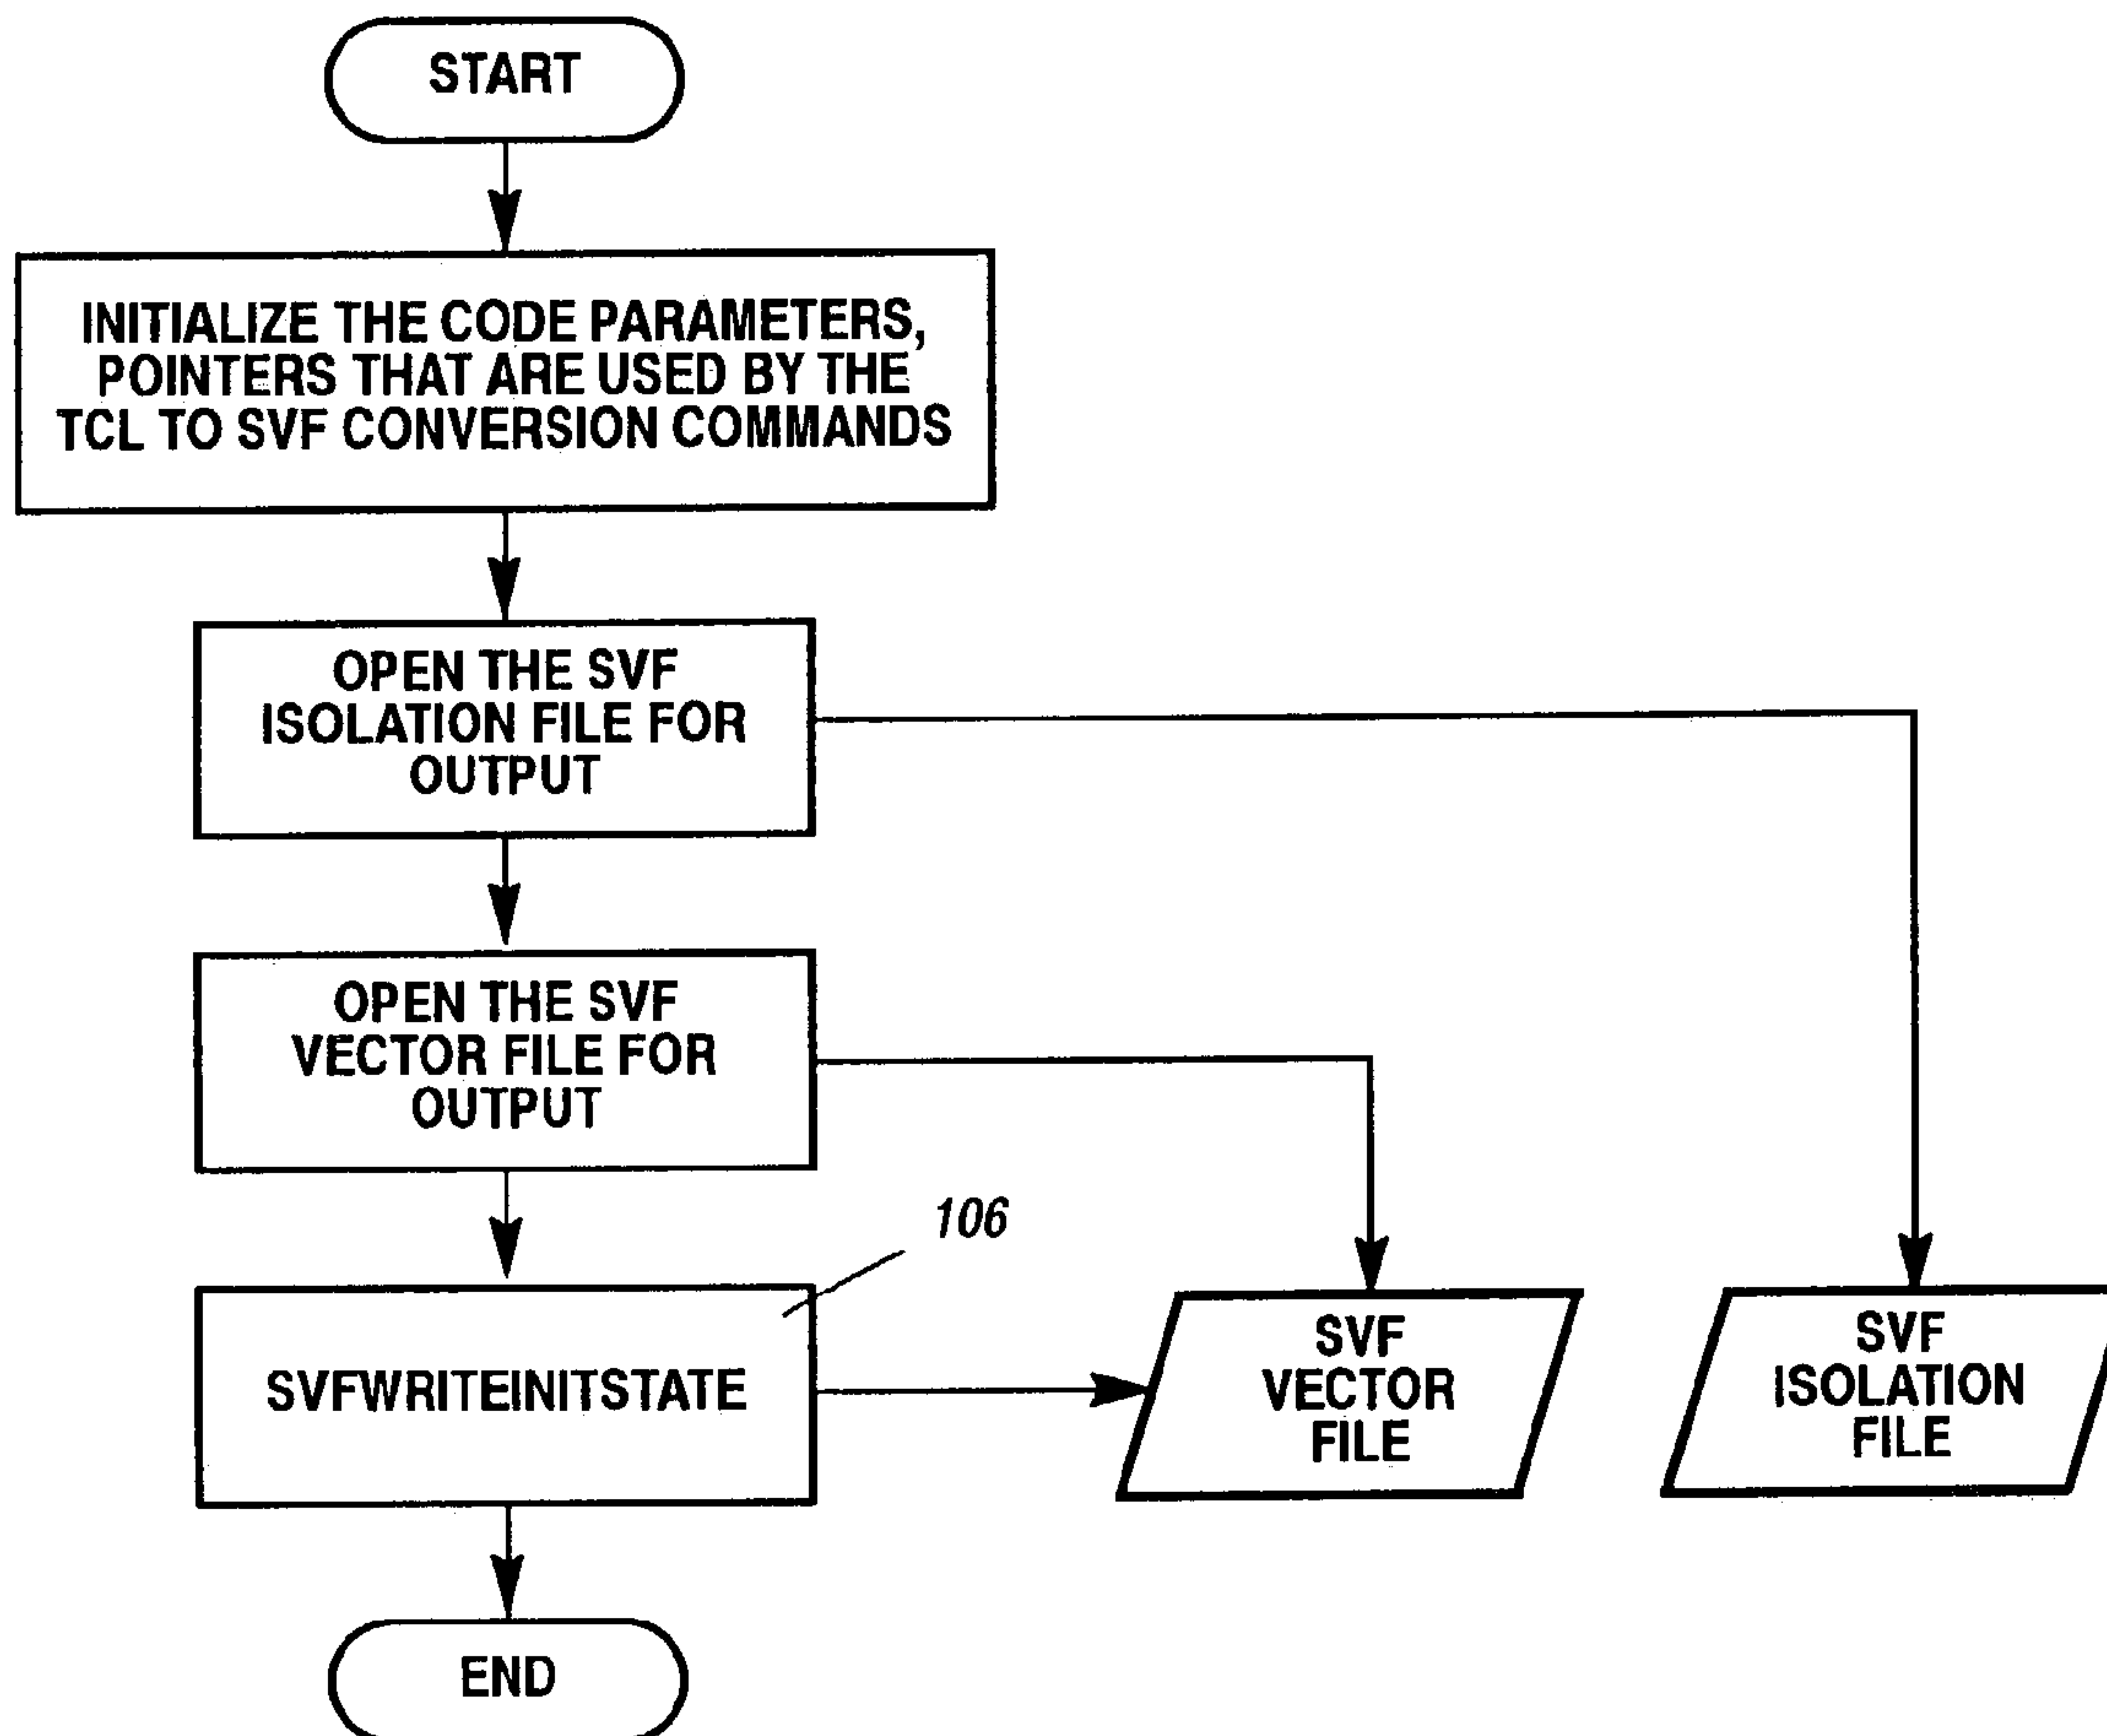 START
INITIALIZE THE CODE PARAMETERS,
POINTERS THAT ARE USED BY THE
TCL TO SVF CONVERSION COMMANDS
OPEN THE SVF
ISOLATION FILE FOR
OUTPUT
OPEN THE SVF
VECTOR FILE FOR
OUTPUT
106
SVFWRITEINITSTATE
SVF
VECTOR
FILE
SVF
ISOLATION
FILE
END